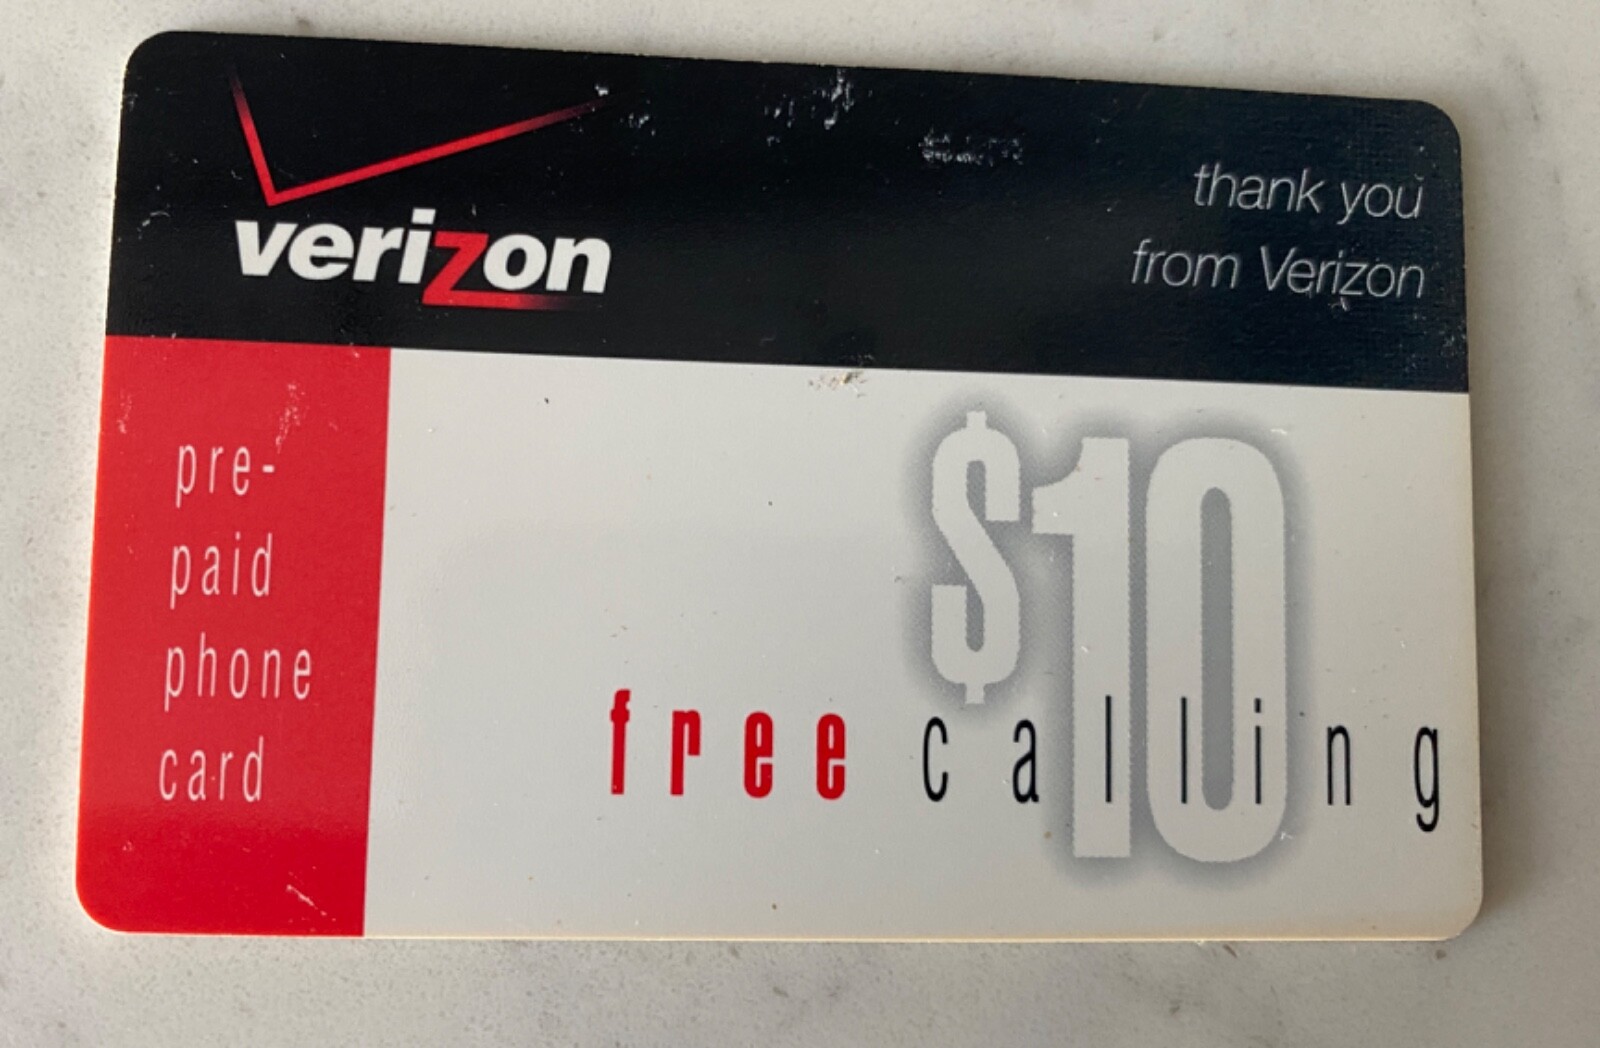 verizon
thank you
from Verizon
pre-
paid
phone
card
$10
free calling